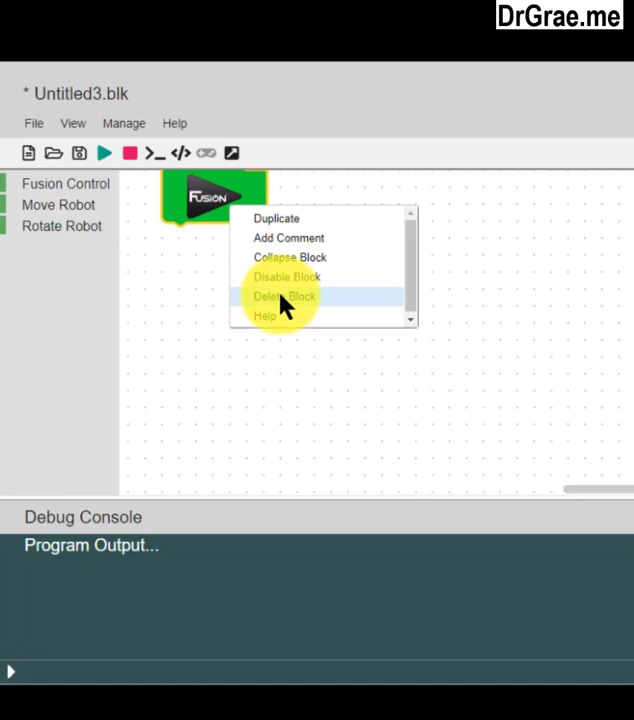 DrGrae.me
* Untitled3.blk
File View Manage Help
Fusion Control
Move Robot
Rotate Robot
FUSION
Duplicate
Add Comment
Collapse Block
Disable Block
Delete Block
Help
Debug Console
Program Output...